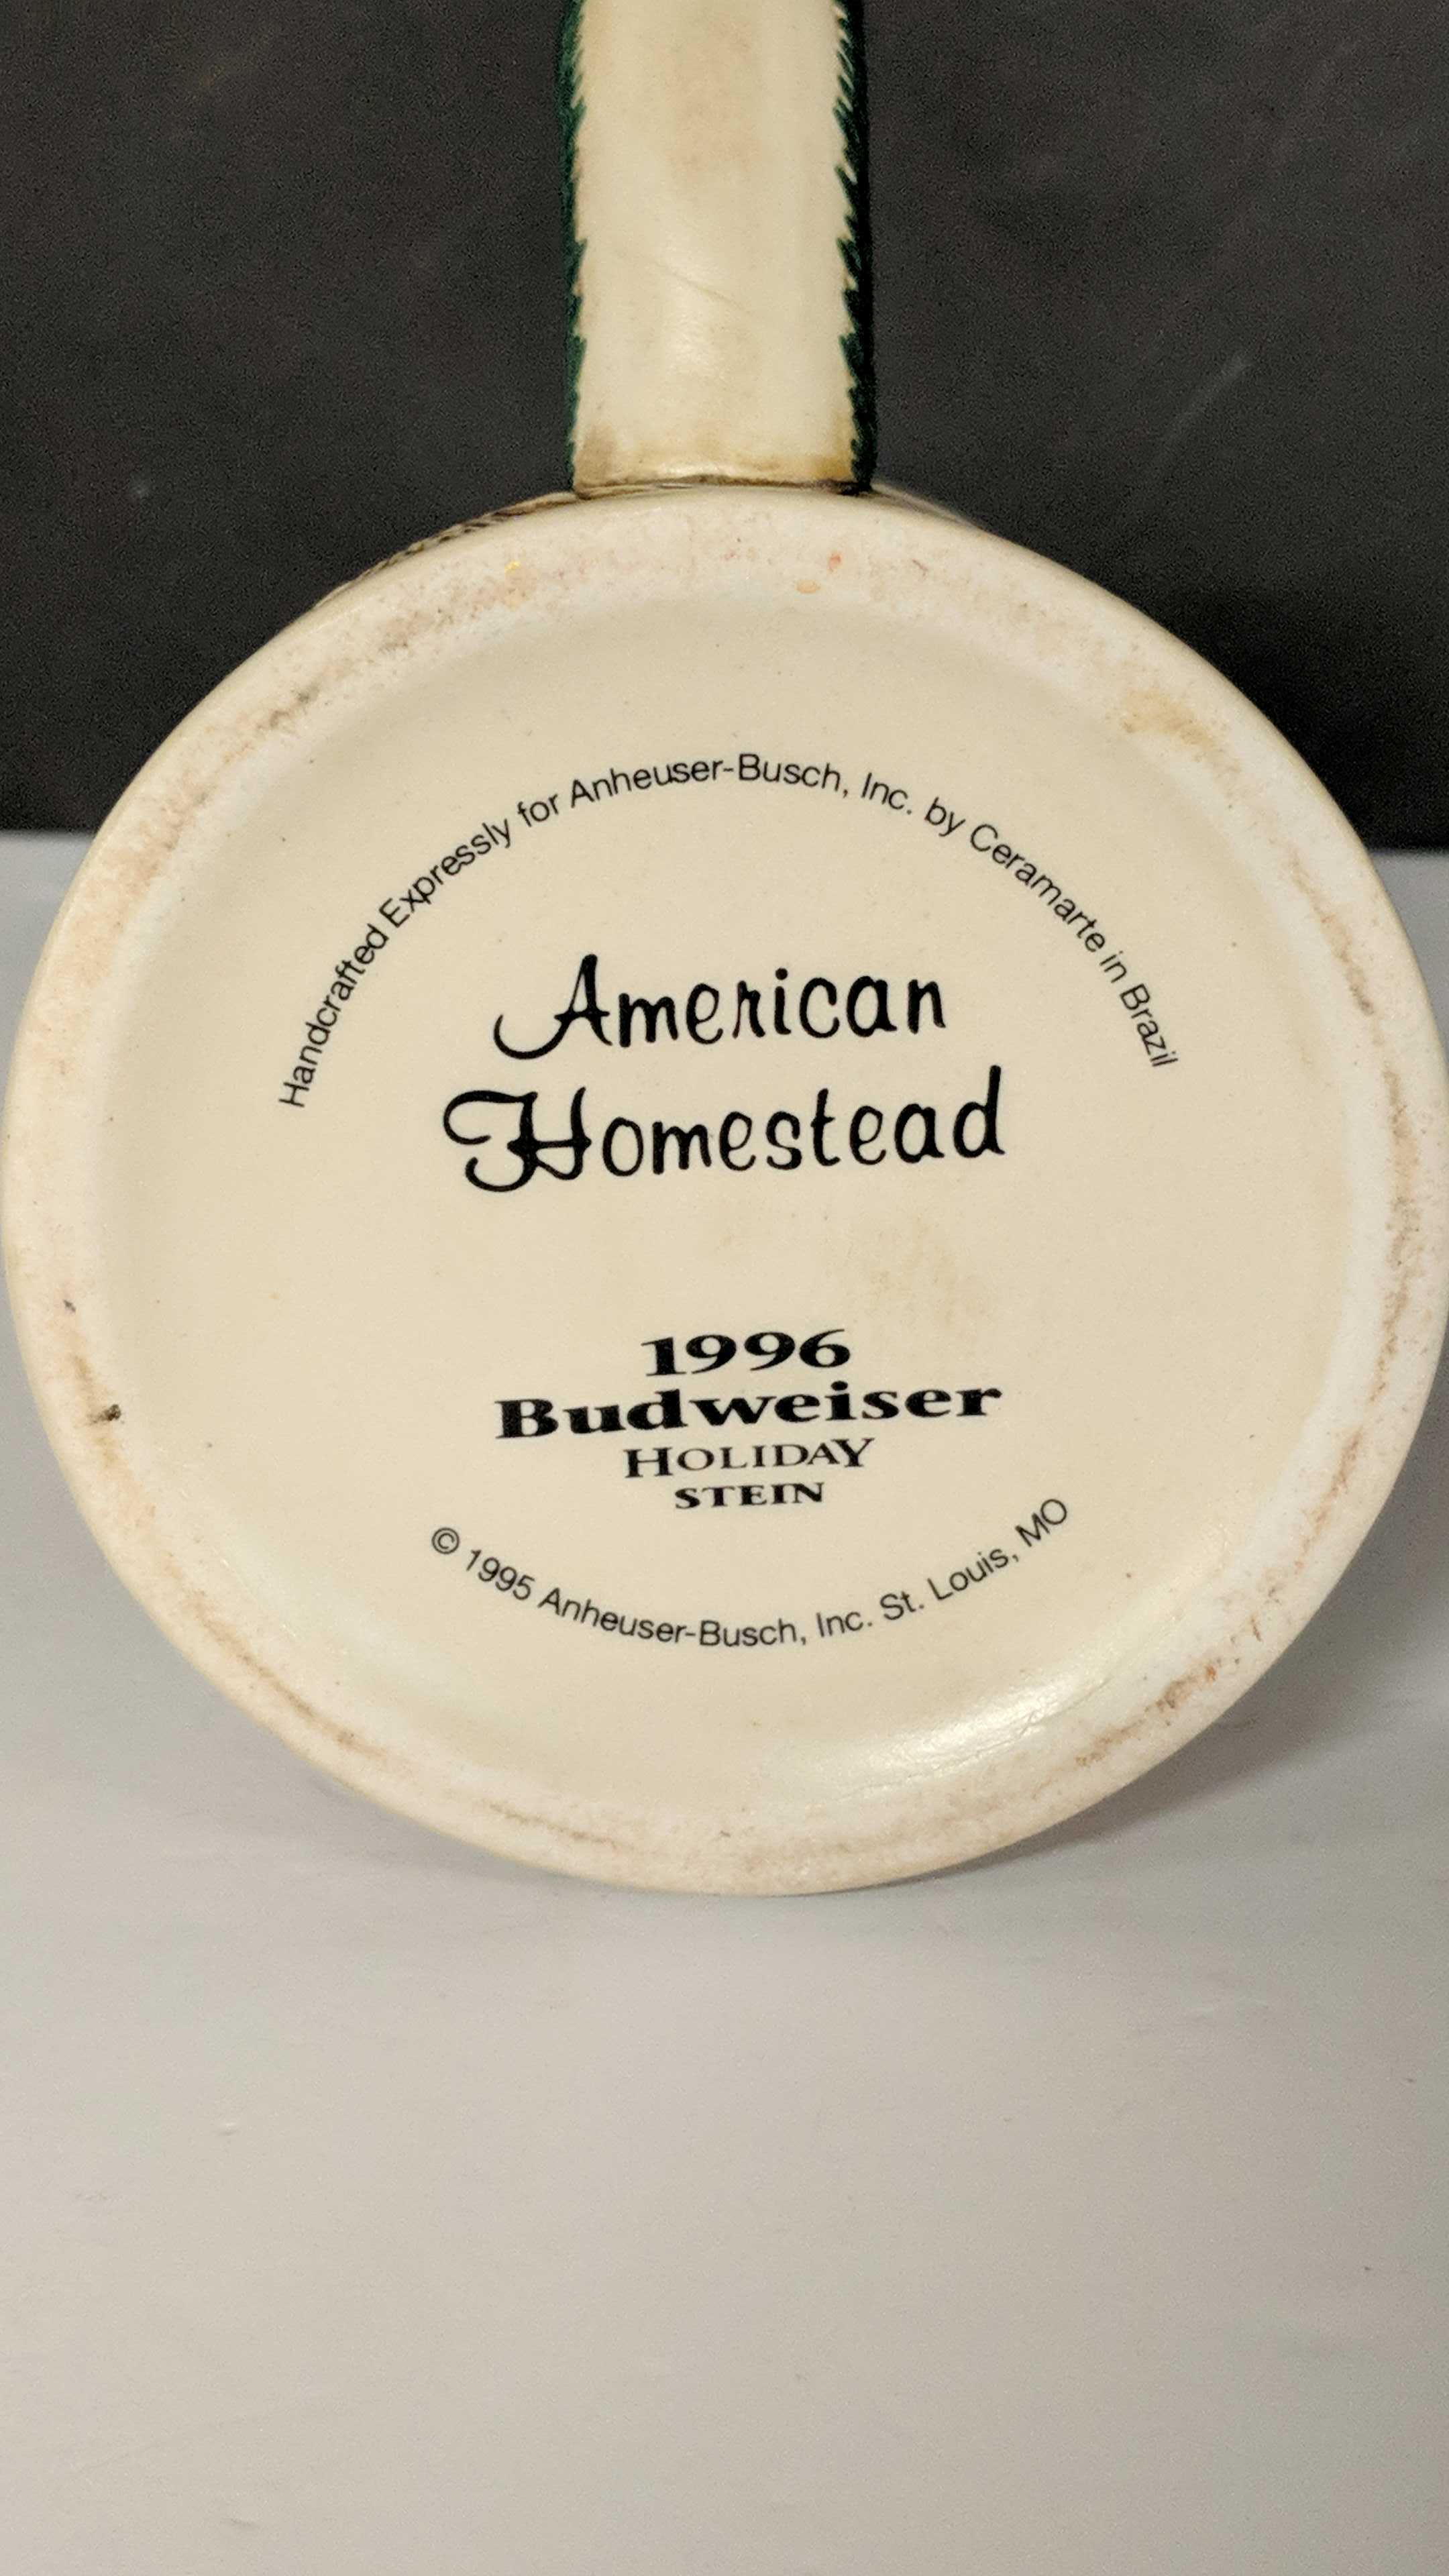 Handcrafted Expressly for Anheuser-Busch, Inc. by Ceramarte in Brazil
American
Homestead
1996
Budweiser
HOLIDAY
STEIN
© 1995 Anheuser-Busch, Inc. St. Louis, MO